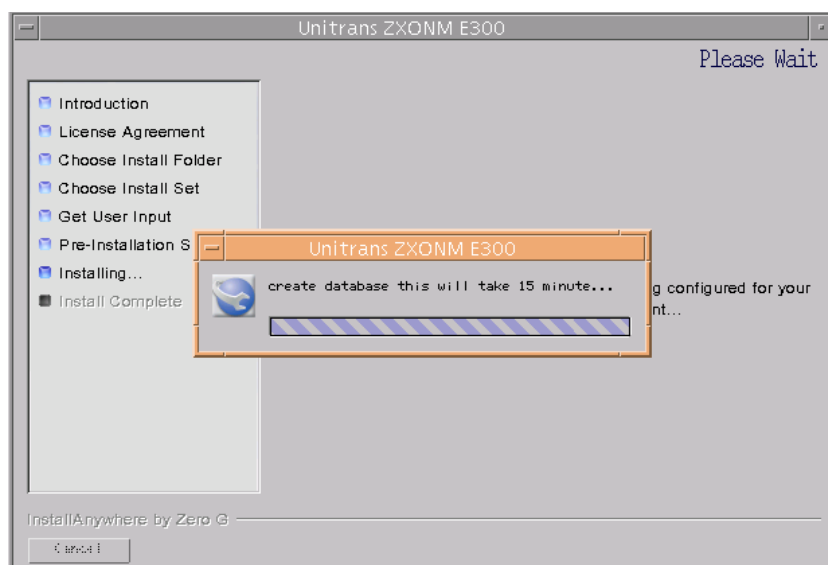 Unitrans ZXONM E300
Please Wait
Introduction
License Agreement
Choose Install Folder
Choose Install Set
Get User Input
Pre-Installation S
Installing...
Install Complete
Unitrans ZXONM E300
create database this will take 15 minute...
g configured for your
nt...
InstallAnywhere by Zero G
Cancel